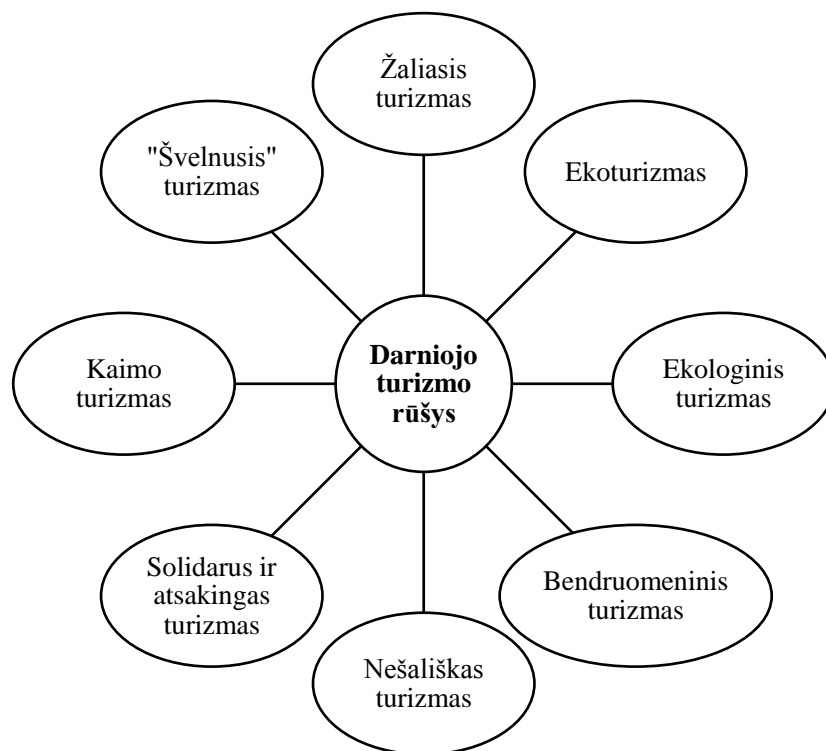 Žaliasis
turizmas
"Švelnusis"
turizmas
Ekoturizmas
Kaimo
turizmas
Darniojo
turizmo
rūšys
Ekologinis
turizmas
Solidarus ir
atsakingas
turizmas
Bendruomeninis
turizmas
Nešališkas
turizmas